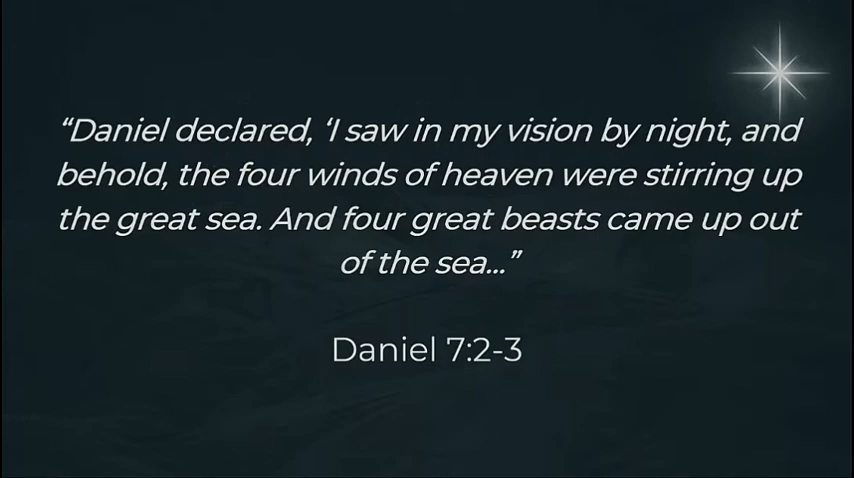 “Daniel declared, ‘I saw in my vision by night, and
behold, the four winds of heaven were stirring up
the great sea. And four great beasts came up out
of the sea...”
Daniel 7:2-3